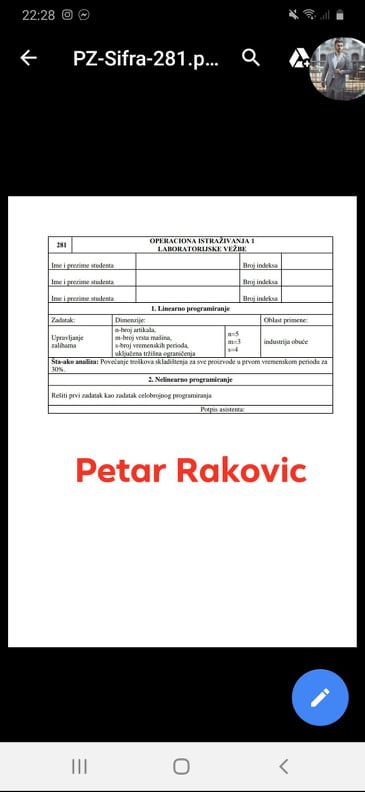 22:28
PZ-Sifra-281.p...
281
OPERACIONA ISTRAŽIVANJA 1
LABORATORIJSKE VEŽBE
Ime i prezime studenta
Broj indeksa
Ime i prezime studenta
Broj indeksa
Ime i prezime studenta
Broj indeksa
1. Linearno programiranje
Zadatak:
Dimenzije:
Oblast primene:
Upravljanje
zalihama
n-broj artikala,
m-broj vrsta mašina,
s-broj vremenskih perioda,
uključena tržišna ograničenja
n=5
m=3
s=4
industrija obuće
Šta-ako analiza: Povećanje troškova skladištenja za sve proizvode u prvom vremenskom periodu za
30%.
2. Nelinearno programiranje
Rešiti prvi zadatak kao zadatak celobrojnog programiranja
Potpis asistenta:
Petar Rakovic